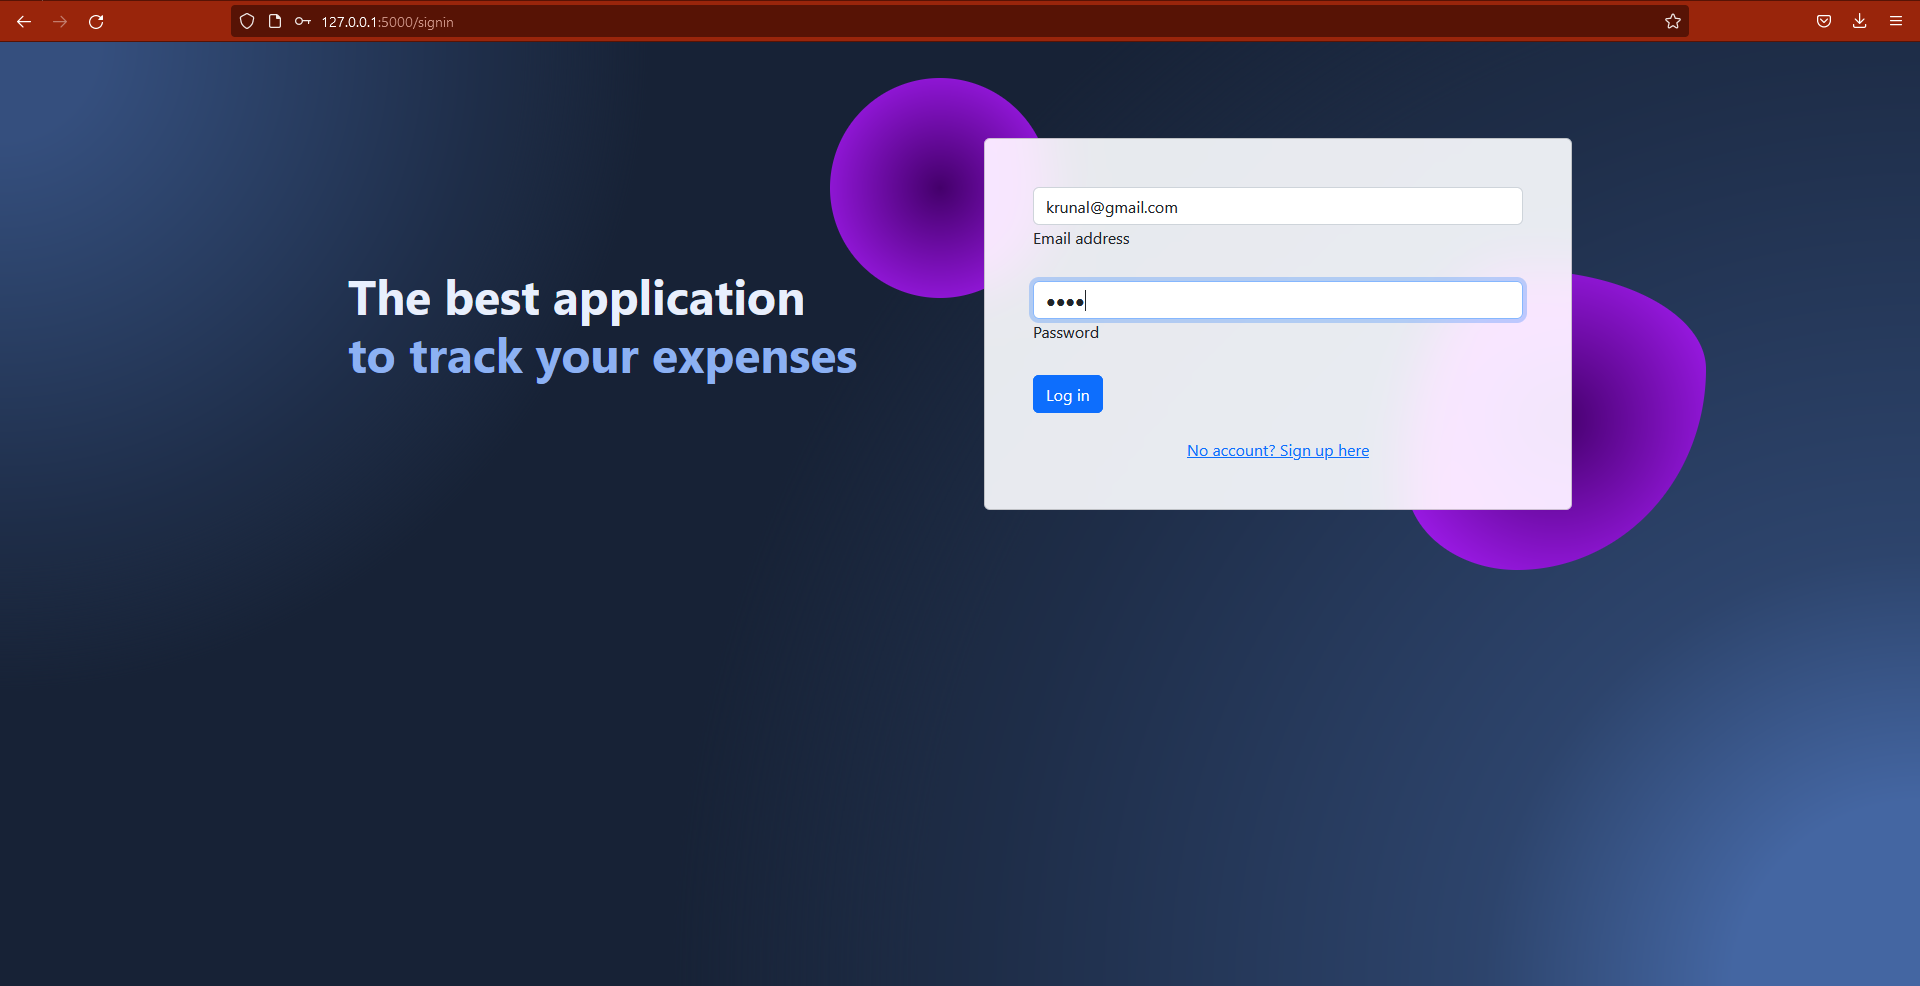 127.0.0.1:5000/signin
krunal@gmail.com
Email address
••••
Password
The best application
to track your expenses
Log in
No account? Sign up here